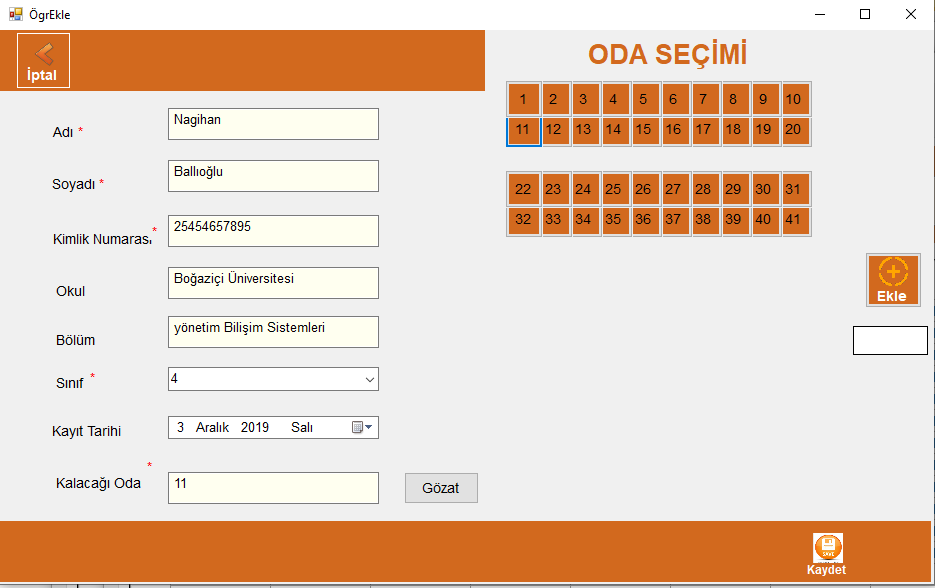 ÖgrEkle
İptal
ODA SEÇİMİ
1 2 3 4 5 6 7 8 9 10
11 12 13 14 15 16 17 18 19 20
22 23 24 25 26 27 28 29 30 31
32 33 34 35 36 37 38 39 40 41
Adı * Nagihan
Soyadı * Ballıoğlu
Kimlik Numarası * 25454657895
Okul Boğaziçi Üniversitesi
Bölüm yönetim Bilişim Sistemleri
Sınıf * 4
Kayıt Tarihi 3 Aralık 2019 Salı
Kalacağı Oda * 11 Gözat
Ekle
SAVE
Kaydet